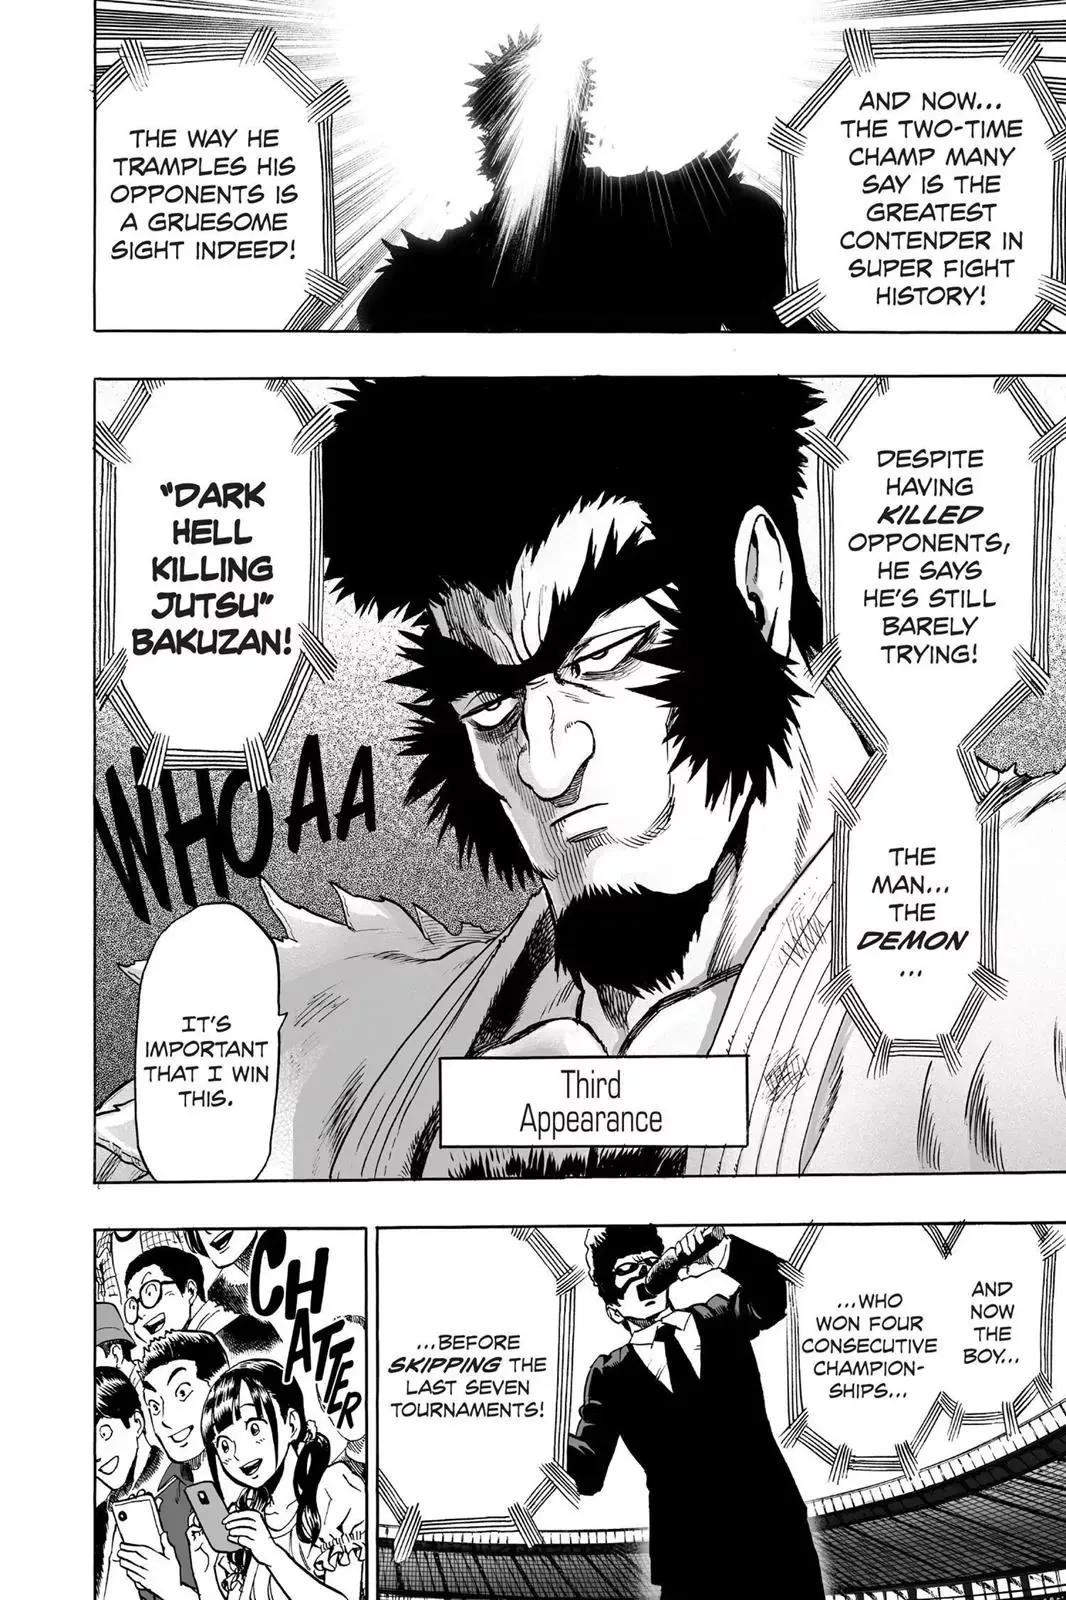 AND NOW...
THE TWO-TIME
CHAMP MANY
SAY IS THE
GREATEST
CONTENDER IN
SUPER FIGHT
HISTORY!
THE WAY HE
TRAMPLES HIS
OPPONENTS IS
A GRUESOME
SIGHT INDEED!
DESPITE
HAVING
KILLED
OPPONENTS,
HE SAYS
HE'S STILL
BARELY
TRYING!
THE
MAN...
THE
DEMON
...
"DARK
HELL
KILLING
JUTSU"
BAKUZAN!
WHOAA
IT'S
IMPORTANT
THAT I WIN
THIS.
Third
Appearance
AND
NOW
THE
BOY...
...WHO
WON FOUR
CONSECUTIVE
CHAMPION-
SHIPS...
...BEFORE
SKIPPING THE
LAST SEVEN
TOURNAMENTS!
CHATTER